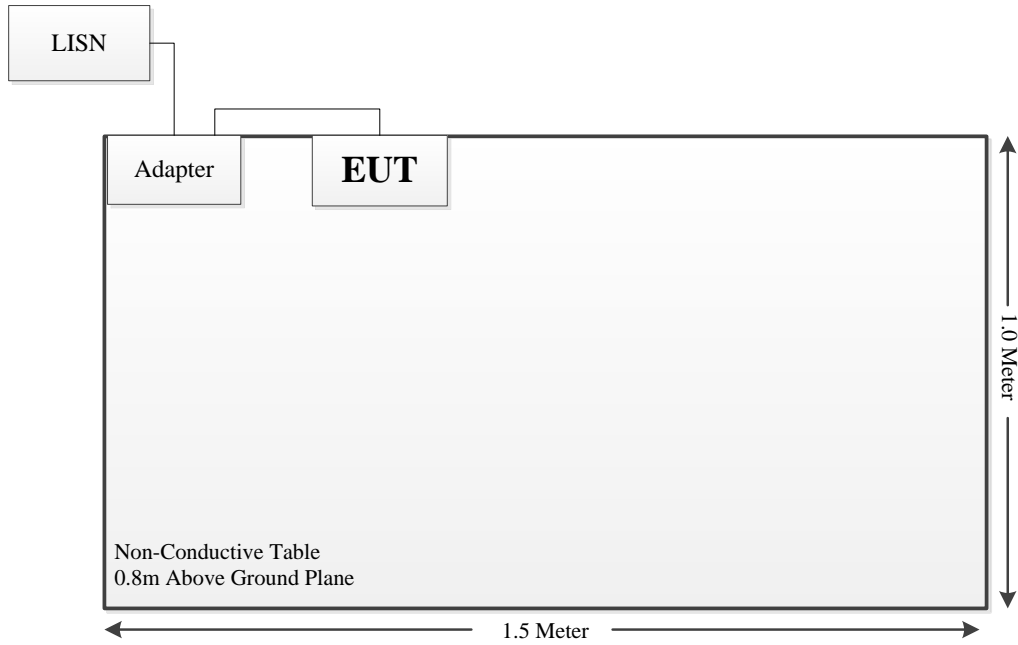 LISN
Adapter
EUT
1.0 Meter
Non-Conductive Table
0.8m Above Ground Plane
1.5 Meter